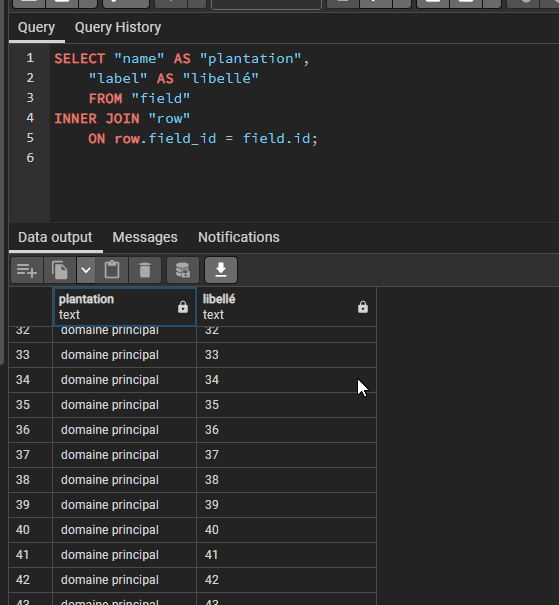 Query Query History
1 SELECT "name" AS "plantation",
2 "label" AS "libellé"
3 FROM "field"
4 INNER JOIN "row"
5 ON row.field_id = field.id;
6
Data output Messages Notifications
plantation libellé
text text
32 domaine principal 32
33 domaine principal 33
34 domaine principal 34
35 domaine principal 35
36 domaine principal 36
37 domaine principal 37
38 domaine principal 38
39 domaine principal 39
40 domaine principal 40
41 domaine principal 41
42 domaine principal 42
43 domaine principal 43